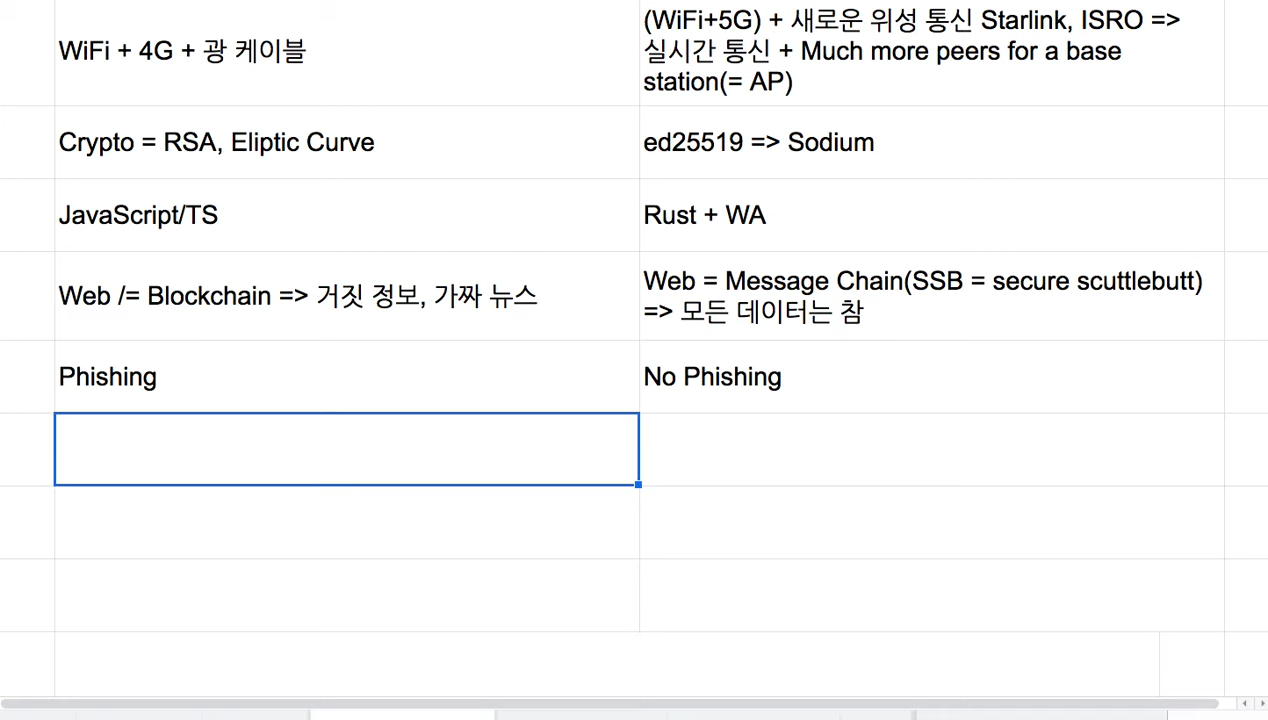 WiFi + 4G + 광 케이블
(WiFi+5G) + 새로운 위성 통신 Starlink, ISRO =>
실시간 통신 + Much more peers for a base
station(= AP)
Crypto = RSA, Eliptic Curve
ed25519 => Sodium
JavaScript/TS
Rust + WA
Web /= Blockchain => 거짓 정보, 가짜 뉴스
Web = Message Chain(SSB = secure scuttlebutt)
=> 모든 데이터는 참
Phishing
No Phishing